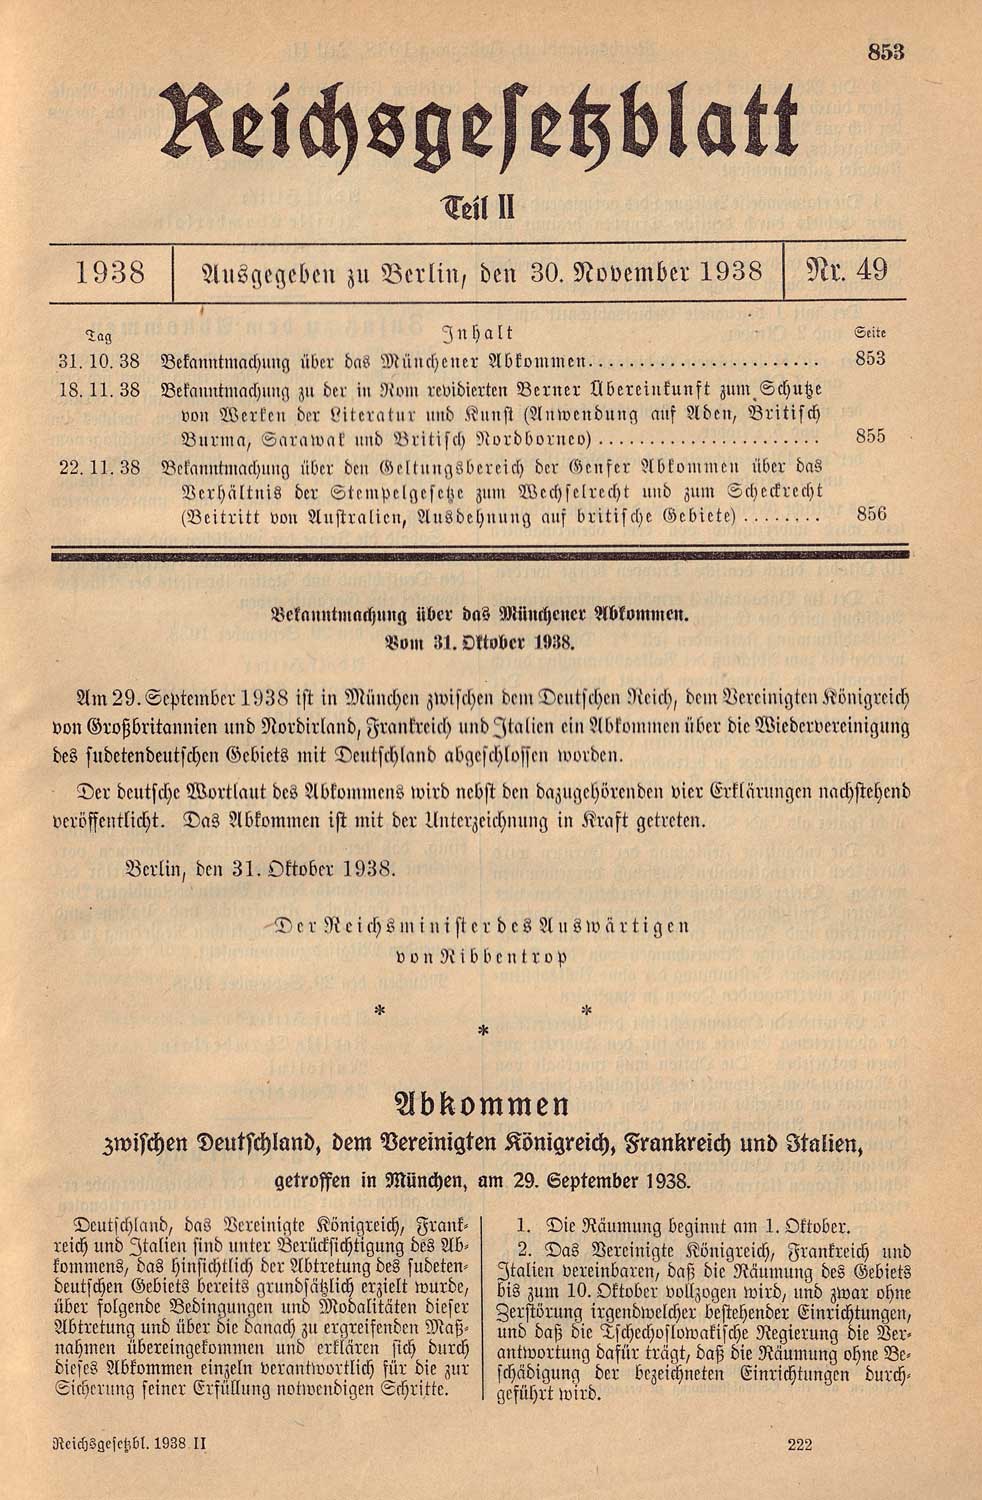 853
Reichsgesetzblatt
Teil II
1938 Ausgegeben zu Berlin, den 30. November 1938 Nr. 49
Tag Inhalt Seite
31. 10. 38 Bekanntmachung über das Münchener Abkommen. . . . . . . . . . . . . . . . . . . . . . . 853
18. 11. 38 Bekanntmachung zu der in Rom revidierten Berner Übereinkunft zum Schutze
von Werken der Literatur und Kunst (Anwendung auf Aden, Britisch
Burma, Sarawak und Britisch Nordborneo) . . . . . . . . . . . . . . . . . . . . . . 855
22. 11. 38 Bekanntmachung über den Geltungsbereich der Genfer Abkommen über das
Verhältnis der Stempelgesetze zum Wechselrecht und zum Scheckrecht
(Beitritt von Australien, Ausdehnung auf britische Gebiete) . . . . . . . . 856
Bekanntmachung über das Münchener Abkommen.
Vom 31. Oktober 1938.
Am 29. September 1938 ist in München zwischen dem Deutschen Reich, dem Vereinigten Königreich
von Großbritannien und Nordirland, Frankreich und Italien ein Abkommen über die Wiedervereinigung
des sudetendeutschen Gebiets mit Deutschland abgeschlossen worden.
Der deutsche Wortlaut des Abkommens wird nebst den dazugehörenden vier Erklärungen nachstehend
veröffentlicht. Das Abkommen ist mit der Unterzeichnung in Kraft getreten.
Berlin, den 31. Oktober 1938.
Der Reichsminister des Auswärtigen
von Ribbentrop
* * *
Abkommen
zwischen Deutschland, dem Vereinigten Königreich, Frankreich und Italien,
getroffen in München, am 29. September 1938.
Deutschland, das Vereinigte Königreich, Frank-
reich und Italien sind unter Berücksichtigung des Ab-
kommens, das hinsichtlich der Abtretung des sudeten-
deutschen Gebiets bereits grundsätzlich erzielt wurde,
über folgende Bedingungen und Modalitäten dieser
Abtretung und über die danach zu ergreifenden Maß-
nahmen übereingekommen und erklären sich durch
dieses Abkommen einzeln verantwortlich für die zur
Sicherung seiner Erfüllung notwendigen Schritte.
1. Die Räumung beginnt am 1. Oktober.
2. Das Vereinigte Königreich, Frankreich und
Italien vereinbaren, daß die Räumung des Gebiets
bis zum 10. Oktober vollzogen wird, und zwar ohne
Zerstörung irgendwelcher bestehender Einrichtungen,
und daß die Tschechoslowakische Regierung die Ver-
antwortung dafür trägt, daß die Räumung ohne Be-
schädigung der bezeichneten Einrichtungen durch-
geführt wird.
Reichsgesetzbl. 1938 II 222